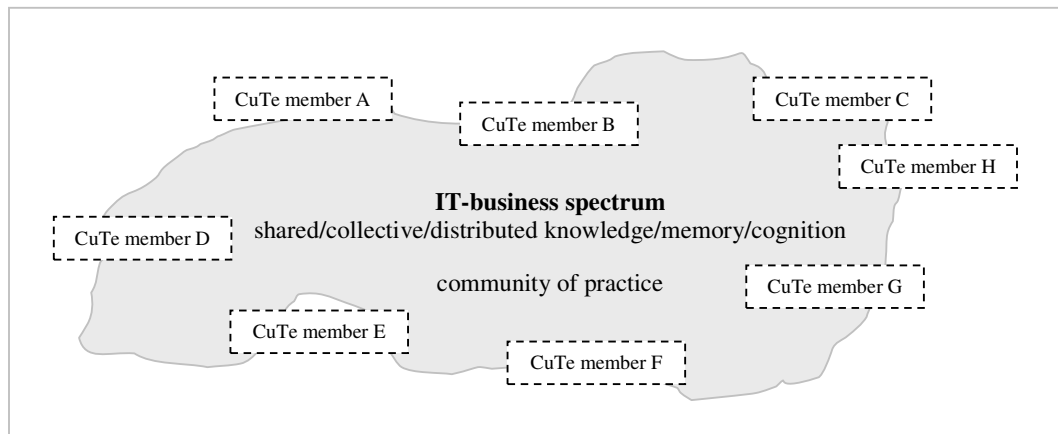 CuTe member A
CuTe member B
CuTe member C
CuTe member H
IT-business spectrum
shared/collective/distributed knowledge/memory/cognition
CuTe member D
community of practice
CuTe member G
CuTe member E
CuTe member F